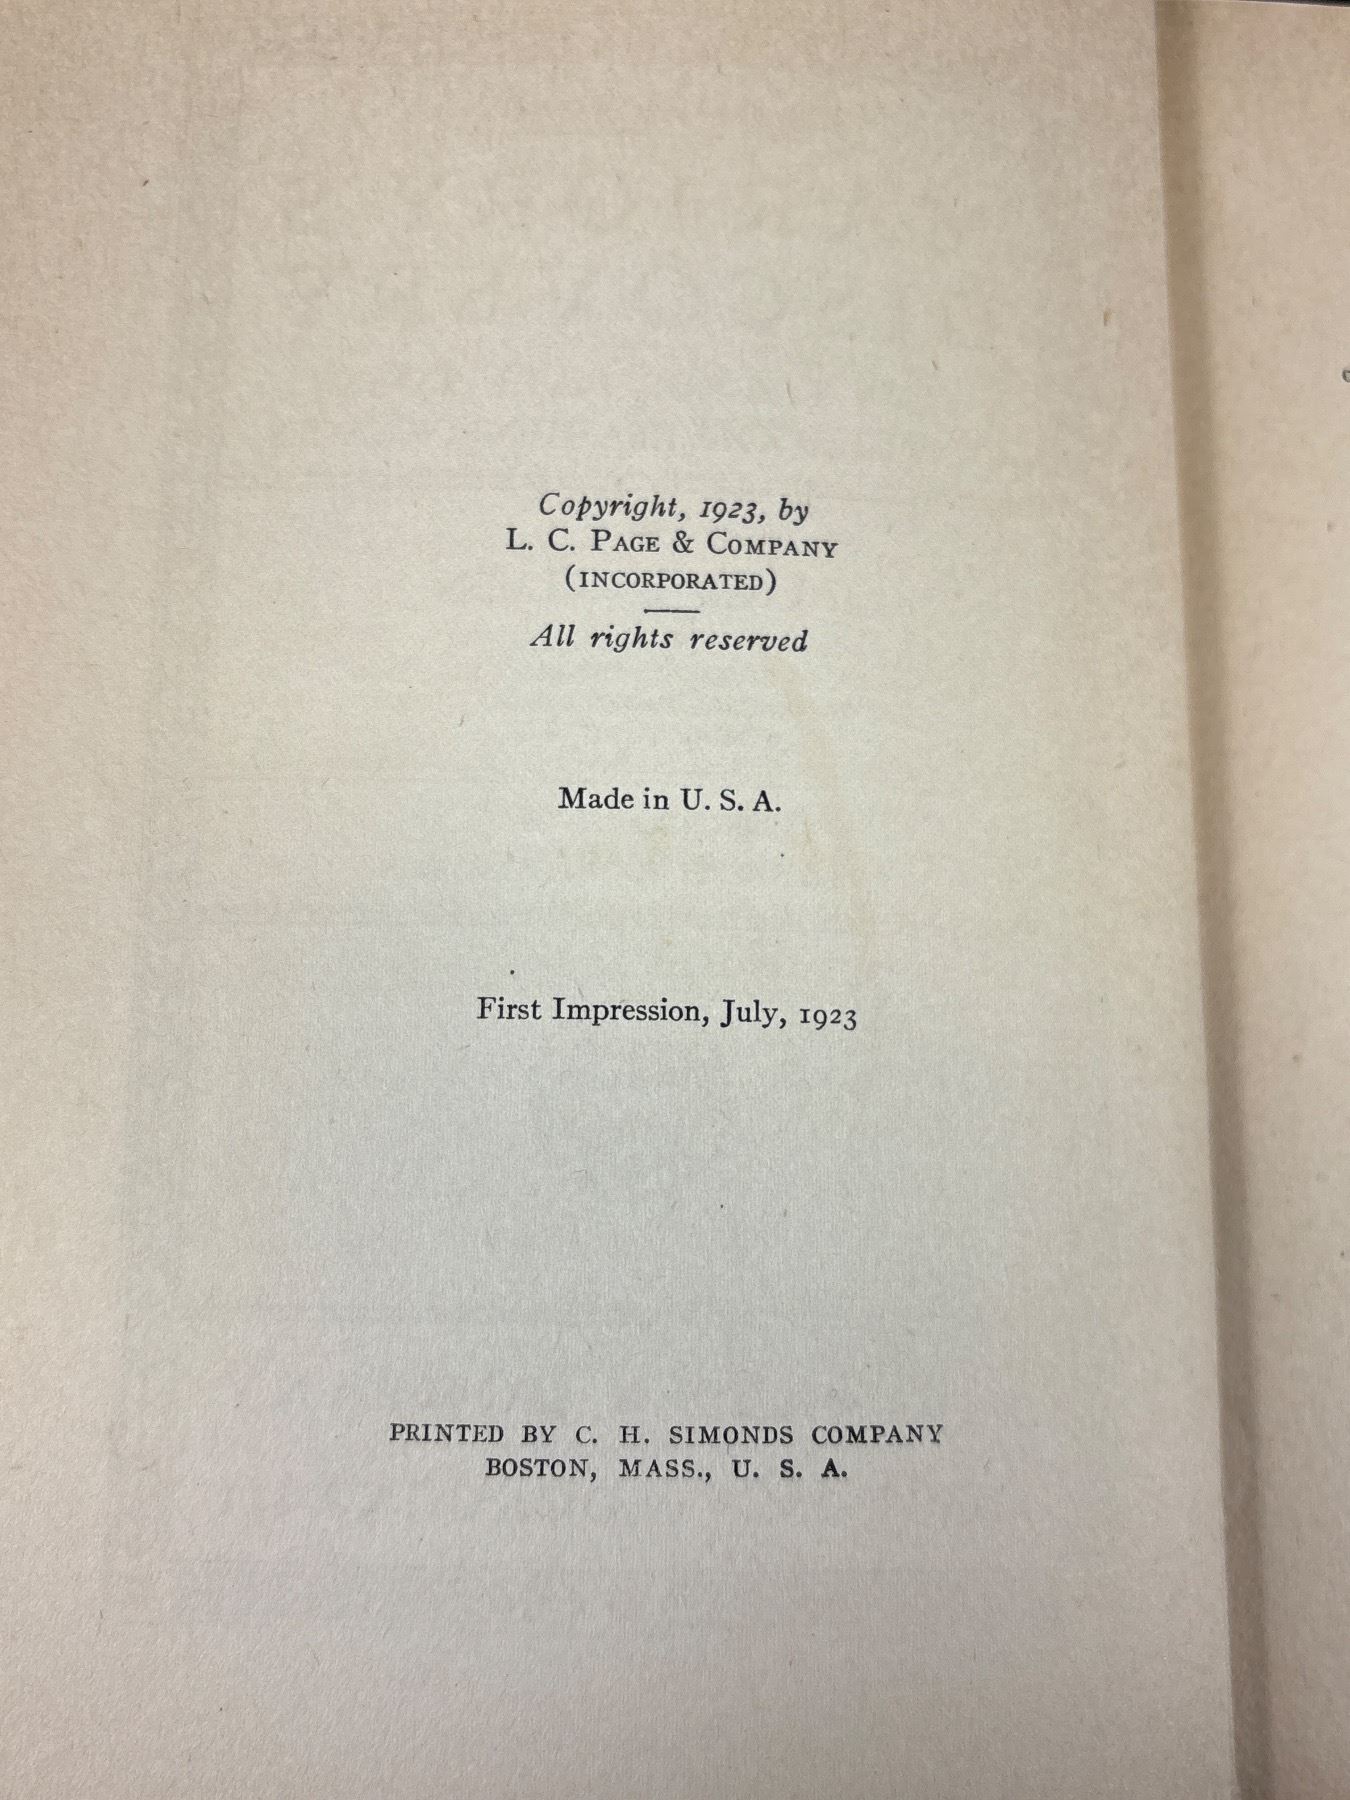 Copyright, 1923, by
L. C. PAGE & COMPANY
(INCORPORATED)
All rights reserved
Made in U. S. A.
First Impression, July, 1923
PRINTED BY C. H. SIMONDS COMPANY
BOSTON, MASS., U. S. A.